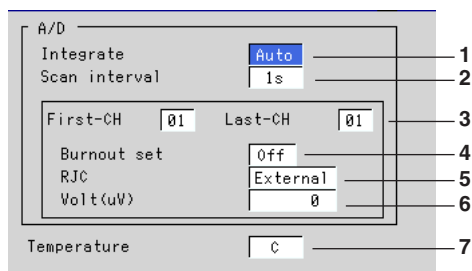 A/D
Integrate Auto 1
Scan interval 1s 2
First-CH 01 Last-CH 01 3
Burnout set Off 4
RJC External 5
Volt(uV) 0 6
Temperature C 7